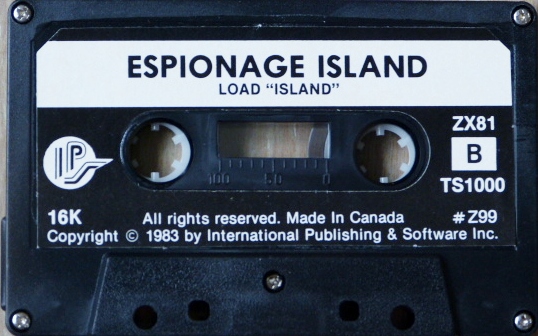 ESPIONAGE ISLAND
LOAD “ISLAND”
ZX81
IPS
B
100 50 0
TS1000
16K All rights reserved. Made In Canada #Z99
Copyright © 1983 by International Publishing & Software Inc.